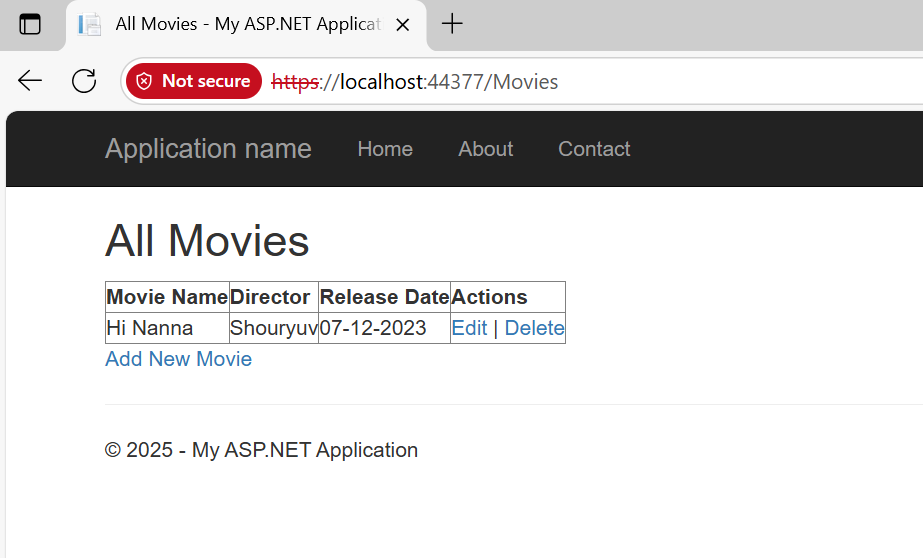 All Movies - My ASP.NET Applicat
Not secure https://localhost:44377/Movies
Application name Home About Contact
All Movies
Movie Name Director Release Date Actions
Hi Nanna Shouryuv 07-12-2023 Edit | Delete
Add New Movie
© 2025 - My ASP.NET Application